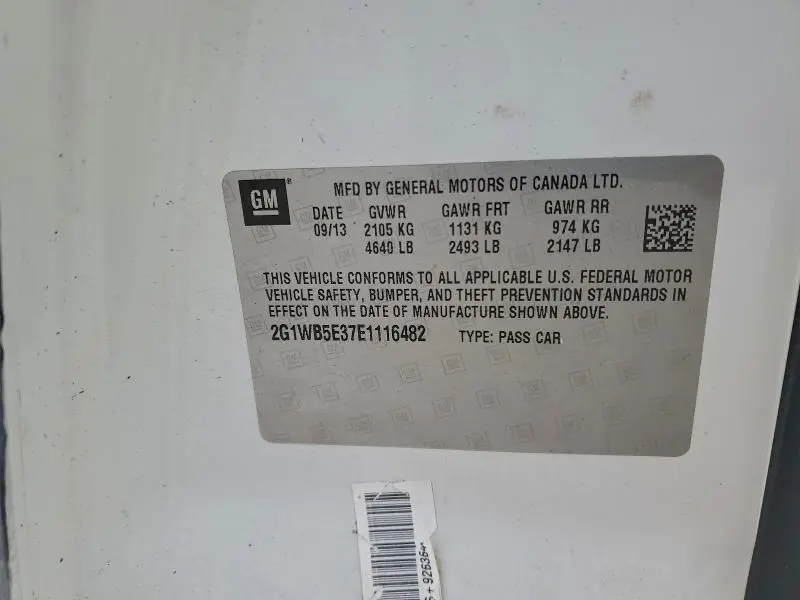 GM ®
MFD BY GENERAL MOTORS OF CANADA LTD.
DATE GVWR GAWR FRT GAWR RR
09/13 2105 KG 1131 KG 974 KG
4640 LB 2493 LB 2147 LB
THIS VEHICLE CONFORMS TO ALL APPLICABLE U.S. FEDERAL MOTOR
VEHICLE SAFETY, BUMPER, AND THEFT PREVENTION STANDARDS IN
EFFECT ON THE DATE OF MANUFACTURE SHOWN ABOVE.
2G1WB5E37E1116482 TYPE: PASS CAR